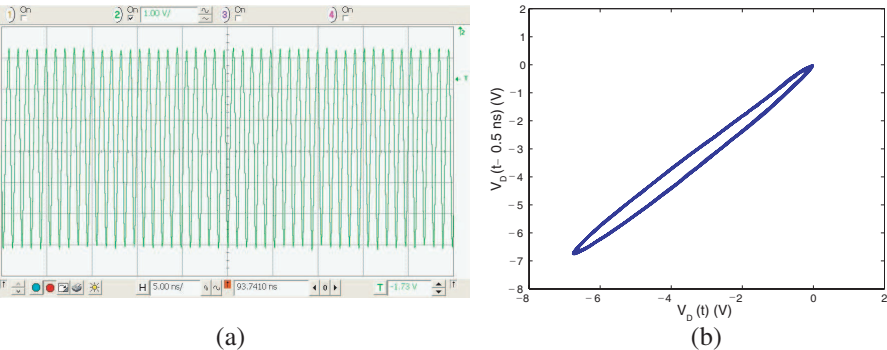 1 On 2 On 1.00 V/ 3 On 4 On
T
H 5.00 ns/ 93.7410 ns 0 T -1.73 V
(a)
2
1
0
−1
−2
−3
−4
−5
−6
−7
−8
−8 −6 −4 −2 0 2
V_D(t− 0.5 ns) (V)
V_D (t) (V)
(b)